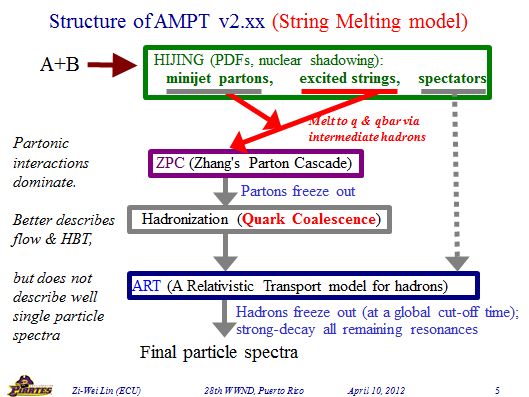 Structure of AMPT v2.xx (String Melting model)
A+B
HIJING (PDFs, nuclear shadowing):
minijet partons, excited strings, spectators
Melt to q & qbar via
intermediate hadrons
Partonic
interactions
dominate.
ZPC (Zhang's Parton Cascade)
Partons freeze out
Better describes
flow & HBT,
Hadronization (Quark Coalescence)
but does not
describe well
single particle
spectra
ART (A Relativistic Transport model for hadrons)
Hadrons freeze out (at a global cut-off time);
strong-decay all remaining resonances
Final particle spectra
PIRATES
Zi-Wei Lin (ECU) 28th WWND, Puerto Rico April 10, 2012 5